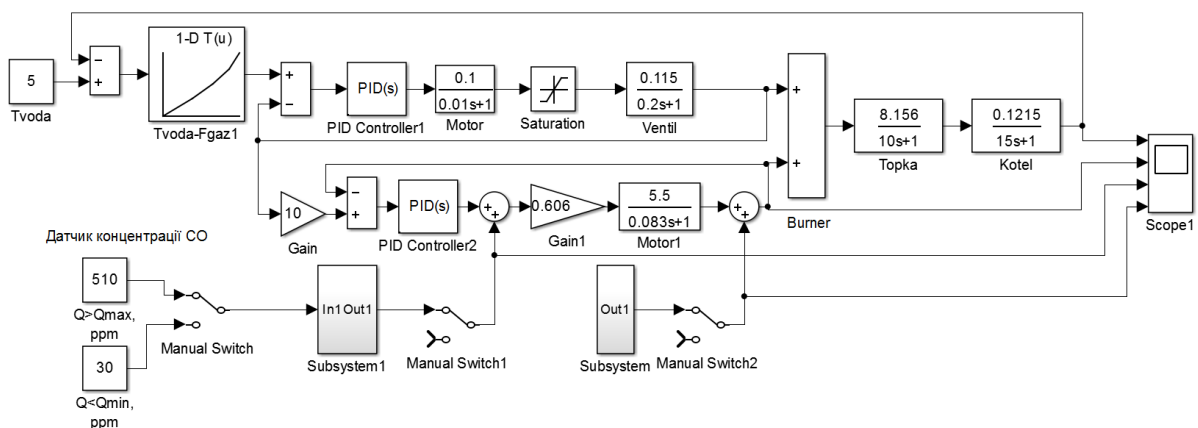 1-D T(u)
5
Tvoda
−
+
Tvoda-Fgaz1
+
−
PID(s)
PID Controller1
0.1
0.01s+1
Motor
Saturation
0.115
0.2s+1
Ventil
+
+
Burner
8.156
10s+1
Topka
0.1215
15s+1
Kotel
Scope1
10
Gain
−
+
PID(s)
PID Controller2
+
+
0.606
Gain1
5.5
0.083s+1
Motor1
+
+
Датчик концентрації CO
510
Q>Qmax,
ppm
Manual Switch
30
Q<Qmin,
ppm
In1 Out1
Subsystem1
Manual Switch1
Out1
Subsystem
Manual Switch2